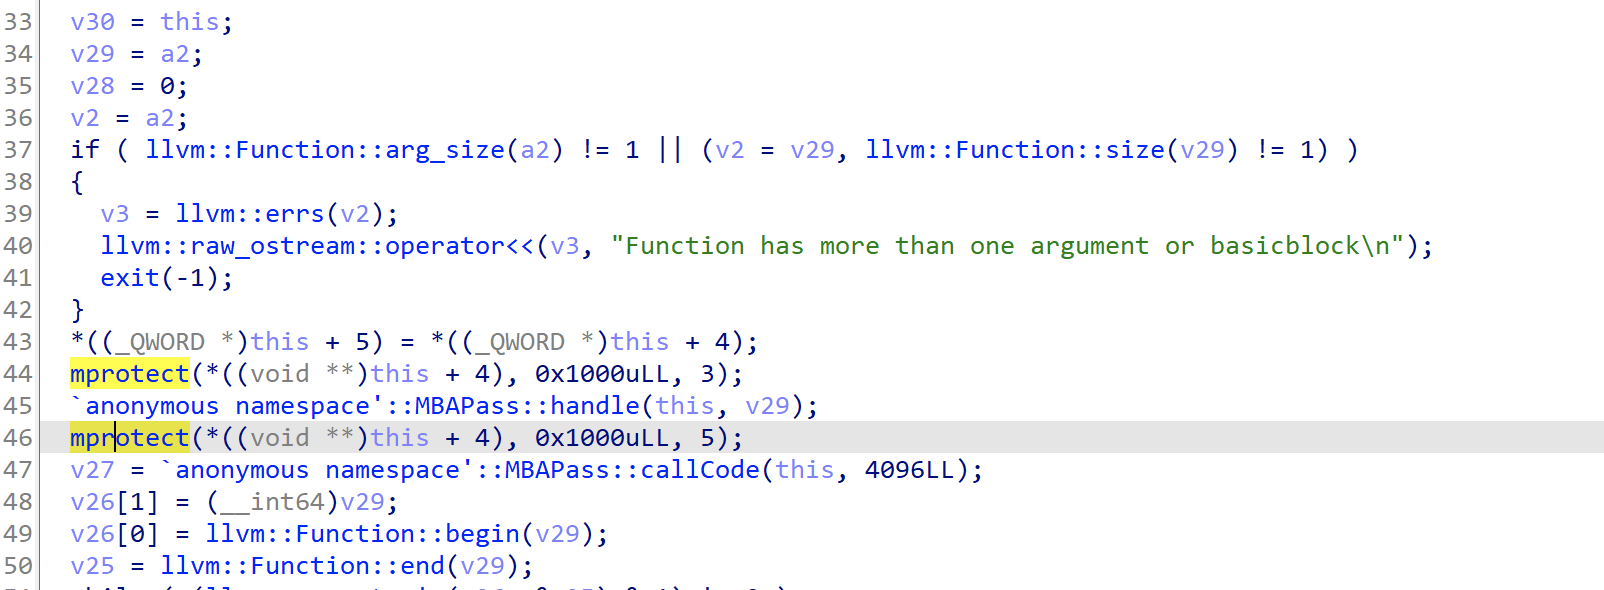 33 v30 = this;
34 v29 = a2;
35 v28 = 0;
36 v2 = a2;
37 if ( llvm::Function::arg_size(a2) != 1 || (v2 = v29, llvm::Function::size(v29) != 1) )
38 {
39 v3 = llvm::errs(v2);
40 llvm::raw_ostream::operator<<(v3, "Function has more than one argument or basicblock\n");
41 exit(-1);
42 }
43 *((_QWORD *)this + 5) = *((_QWORD *)this + 4);
44 mprotect(*((void **)this + 4), 0x1000uLL, 3);
45 `anonymous namespace'::MBAPass::handle(this, v29);
46 mprotect(*((void **)this + 4), 0x1000uLL, 5);
47 v27 = `anonymous namespace'::MBAPass::callCode(this, 4096LL);
48 v26[1] = (__int64)v29;
49 v26[0] = llvm::Function::begin(v29);
50 v25 = llvm::Function::end(v29);